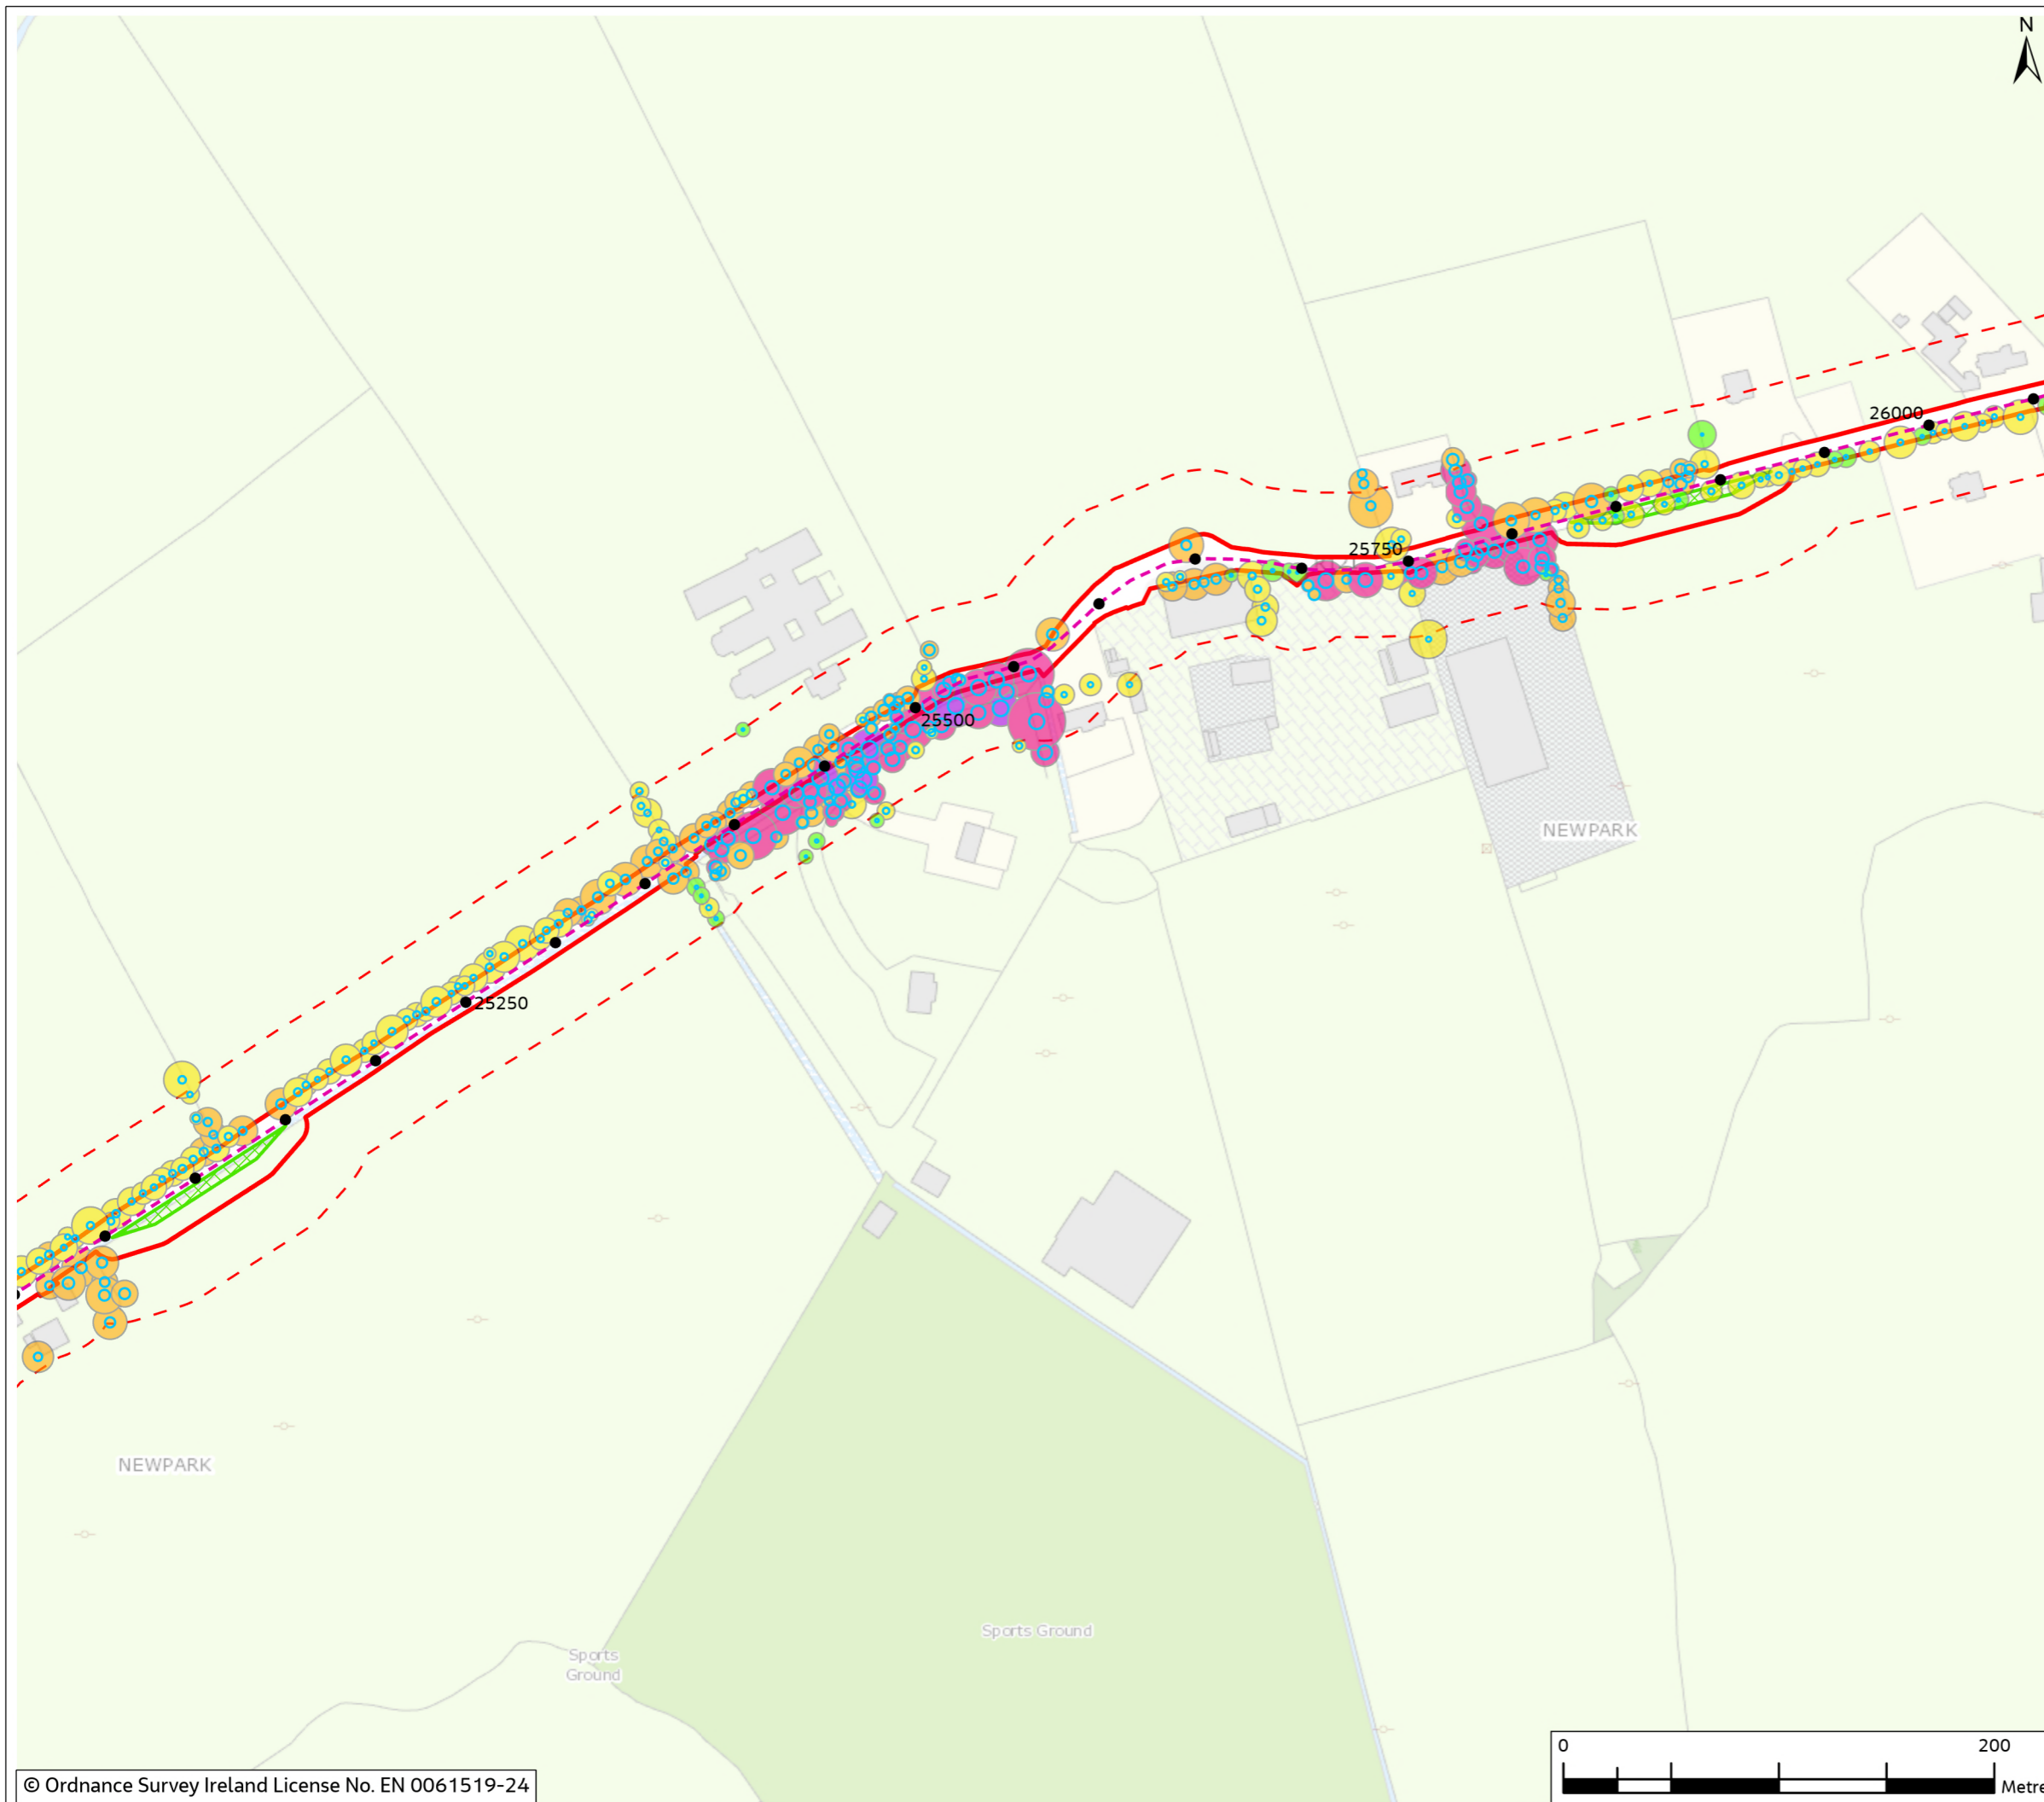 N
26000
25750
25500
NEWPARK
25250
NEWPARK
Sports Ground
Sports
Ground
0 200
Metre
© Ordnance Survey Ireland License No. EN 0061519-24